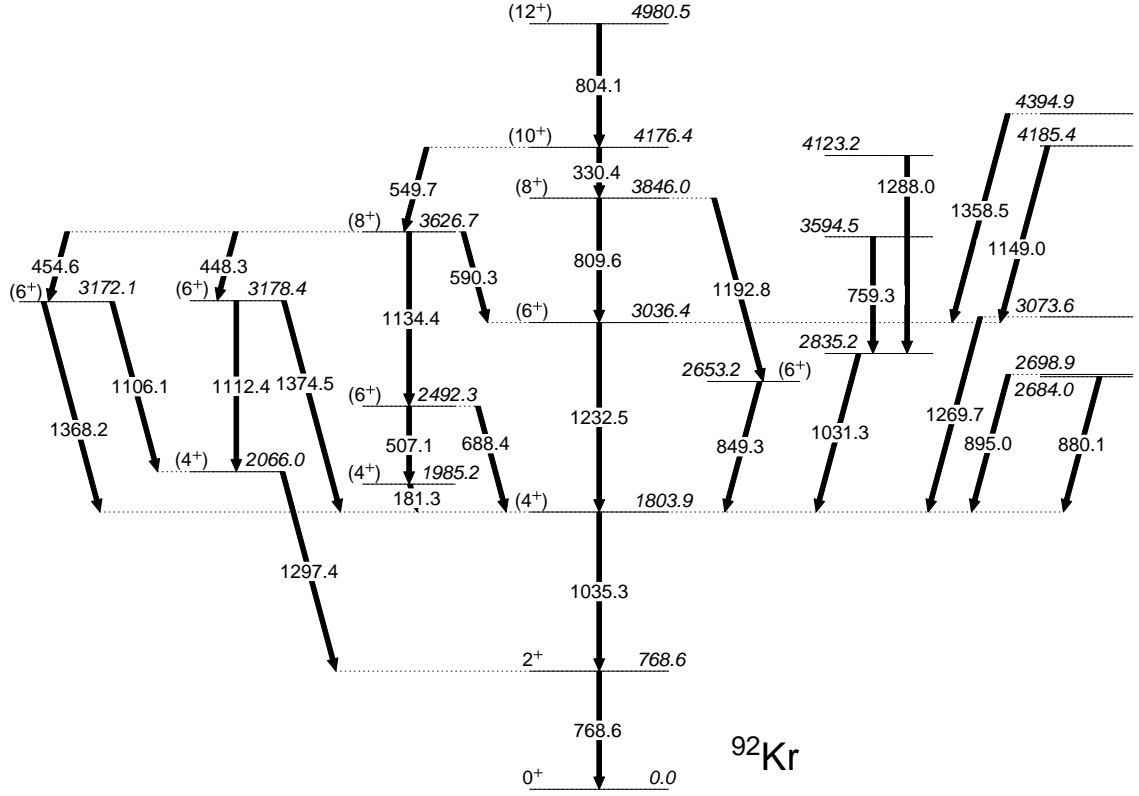 (12⁺) 4980.5
804.1
4394.9
(10⁺) 4176.4 4185.4
4123.2
549.7 330.4 1288.0
(8⁺) 3846.0 1358.5
(8⁺) 3626.7 3594.5 1149.0
454.6 448.3 590.3 809.6
(6⁺) 3172.1 (6⁺) 3178.4 1192.8 759.3
1134.4 (6⁺) 3036.4 3073.6
2835.2
1106.1 1112.4 1374.5 2653.2 (6⁺) 2698.9
(6⁺) 2492.3 2684.0
1368.2 507.1 688.4 1232.5 849.3 1031.3 1269.7 895.0 880.1
(4⁺) 2066.0
(4⁺) 1985.2
181.3 (4⁺) 1803.9
1297.4
1035.3
2⁺ 768.6
768.6
⁹²Kr
0⁺ 0.0